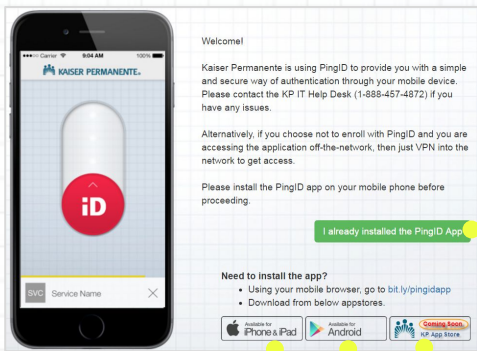 Carrier 9:04 AM 100%
KAISER PERMANENTE®
iD
SVC Service Name
Welcome!
Kaiser Permanente is using PingID to provide you with a simple
and secure way of authentication through your mobile device.
Please contact the KP IT Help Desk (1-888-457-4872) if you
have any issues.
Alternatively, if you choose not to enroll with PingID and you are
accessing the application off-the-network, then just VPN into the
network to get access.
Please install the PingID app on your mobile phone before
proceeding.
I already installed the PingID App
Need to install the app?
• Using your mobile browser, go to bit.ly/pingidapp
• Download from below appstores.
Available for
iPhone & iPad
Available for
Android
Coming Soon
KP App Store